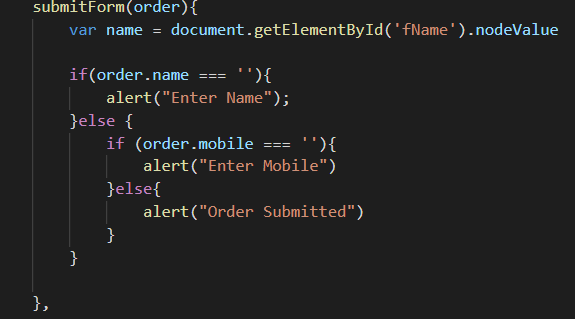 submitForm(order){
var name = document.getElementById('fName').nodeValue
if(order.name === ''){
alert("Enter Name");
}else {
if (order.mobile === ''){
alert("Enter Mobile")
}else{
alert("Order Submitted")
}
}
},